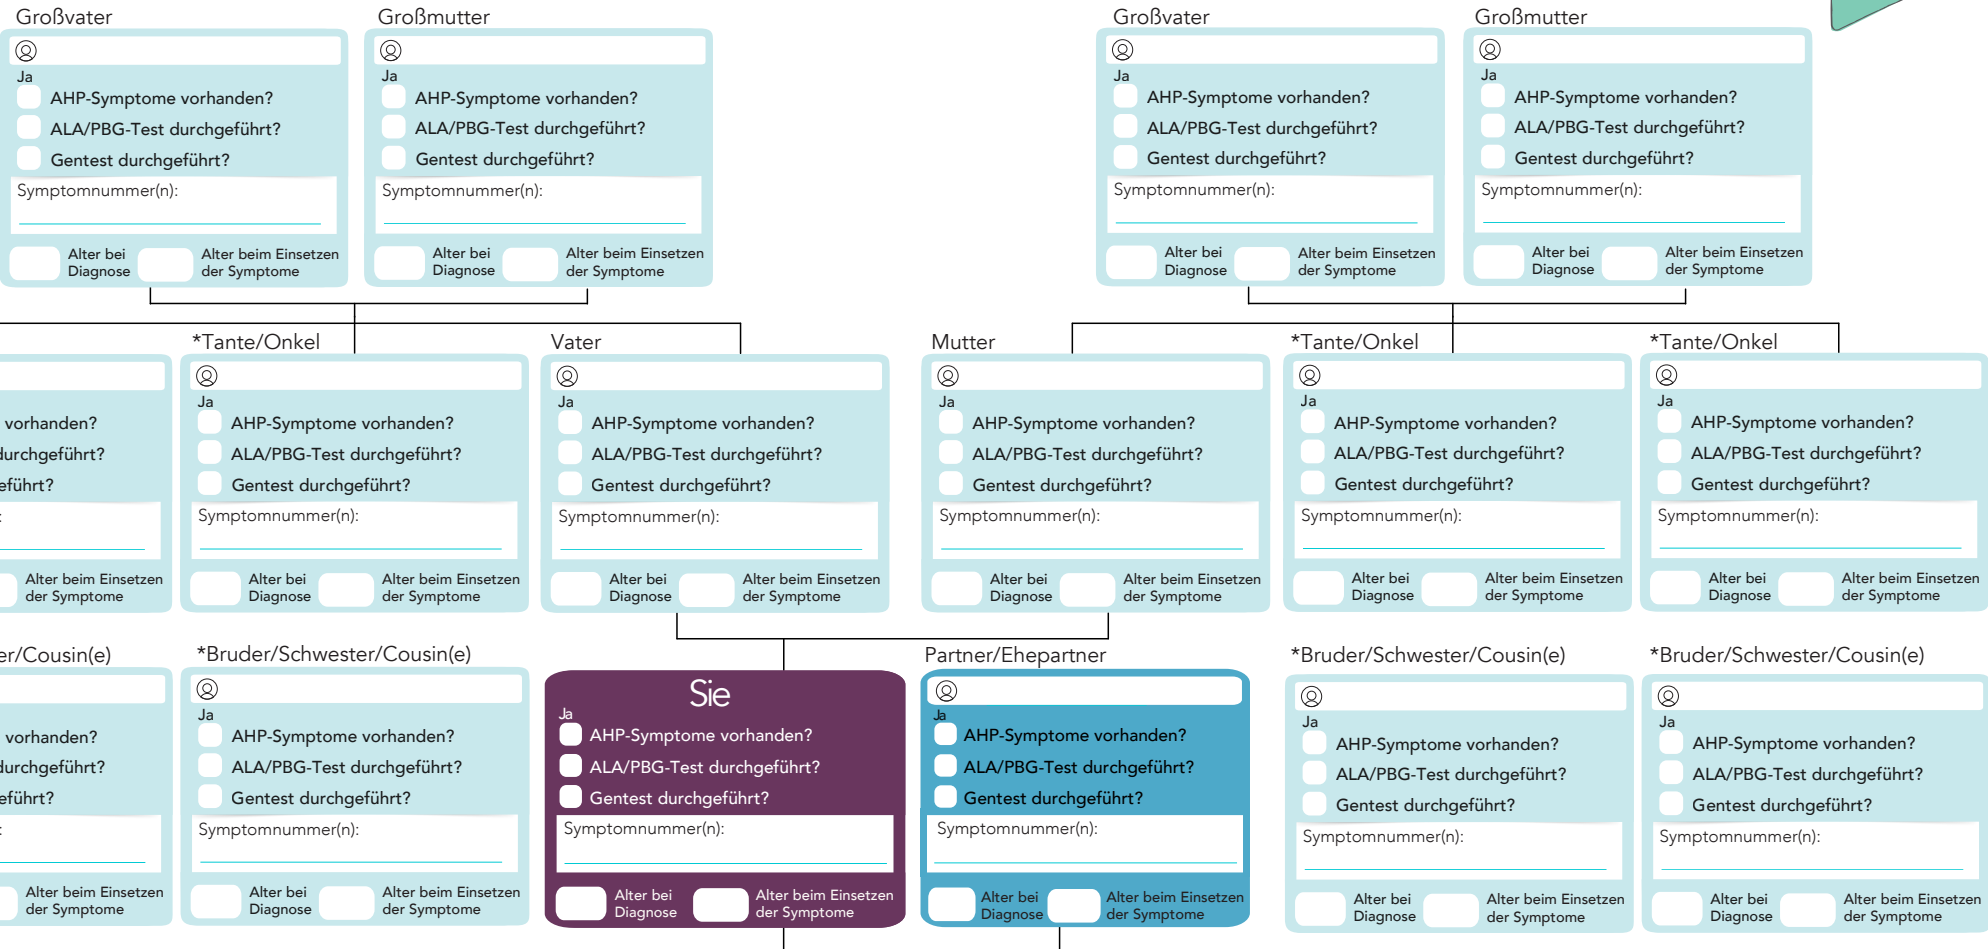 Großvater
Ja
AHP-Symptome vorhanden?
ALA/PBG-Test durchgeführt?
Gentest durchgeführt?
Symptomnummer(n):
Alter bei
Diagnose
Alter beim Einsetzen
der Symptome
Großmutter
Ja
AHP-Symptome vorhanden?
ALA/PBG-Test durchgeführt?
Gentest durchgeführt?
Symptomnummer(n):
Alter bei
Diagnose
Alter beim Einsetzen
der Symptome
Großvater
Ja
AHP-Symptome vorhanden?
ALA/PBG-Test durchgeführt?
Gentest durchgeführt?
Symptomnummer(n):
Alter bei
Diagnose
Alter beim Einsetzen
der Symptome
Großmutter
Ja
AHP-Symptome vorhanden?
ALA/PBG-Test durchgeführt?
Gentest durchgeführt?
Symptomnummer(n):
Alter bei
Diagnose
Alter beim Einsetzen
der Symptome
vorhanden?
Alter beim Einsetzen
der Symptome
*Tante/Onkel
Ja
AHP-Symptome vorhanden?
ALA/PBG-Test durchgeführt?
Gentest durchgeführt?
Symptomnummer(n):
Alter bei
Diagnose
Alter beim Einsetzen
der Symptome
Vater
Ja
AHP-Symptome vorhanden?
ALA/PBG-Test durchgeführt?
Gentest durchgeführt?
Symptomnummer(n):
Alter bei
Diagnose
Alter beim Einsetzen
der Symptome
Mutter
Ja
AHP-Symptome vorhanden?
ALA/PBG-Test durchgeführt?
Gentest durchgeführt?
Symptomnummer(n):
Alter bei
Diagnose
Alter beim Einsetzen
der Symptome
*Tante/Onkel
Ja
AHP-Symptome vorhanden?
ALA/PBG-Test durchgeführt?
Gentest durchgeführt?
Symptomnummer(n):
Alter bei
Diagnose
Alter beim Einsetzen
der Symptome
*Tante/Onkel
Ja
AHP-Symptome vorhanden?
ALA/PBG-Test durchgeführt?
Gentest durchgeführt?
Symptomnummer(n):
Alter bei
Diagnose
Alter beim Einsetzen
der Symptome
er/Cousin(e)
vorhanden?
Alter beim Einsetzen
der Symptome
*Bruder/Schwester/Cousin(e)
Ja
AHP-Symptome vorhanden?
ALA/PBG-Test durchgeführt?
Gentest durchgeführt?
Symptomnummer(n):
Alter bei
Diagnose
Alter beim Einsetzen
der Symptome
Sie
Ja
AHP-Symptome vorhanden?
ALA/PBG-Test durchgeführt?
Gentest durchgeführt?
Symptomnummer(n):
Alter bei
Diagnose
Alter beim Einsetzen
der Symptome
Partner/Ehepartner
Ja
AHP-Symptome vorhanden?
ALA/PBG-Test durchgeführt?
Gentest durchgeführt?
Symptomnummer(n):
Alter bei
Diagnose
Alter beim Einsetzen
der Symptome
*Bruder/Schwester/Cousin(e)
Ja
AHP-Symptome vorhanden?
ALA/PBG-Test durchgeführt?
Gentest durchgeführt?
Symptomnummer(n):
Alter bei
Diagnose
Alter beim Einsetzen
der Symptome
*Bruder/Schwester/Cousin(e)
Ja
AHP-Symptome vorhanden?
ALA/PBG-Test durchgeführt?
Gentest durchgeführt?
Symptomnummer(n):
Alter bei
Diagnose
Alter beim Einsetzen
der Symptome